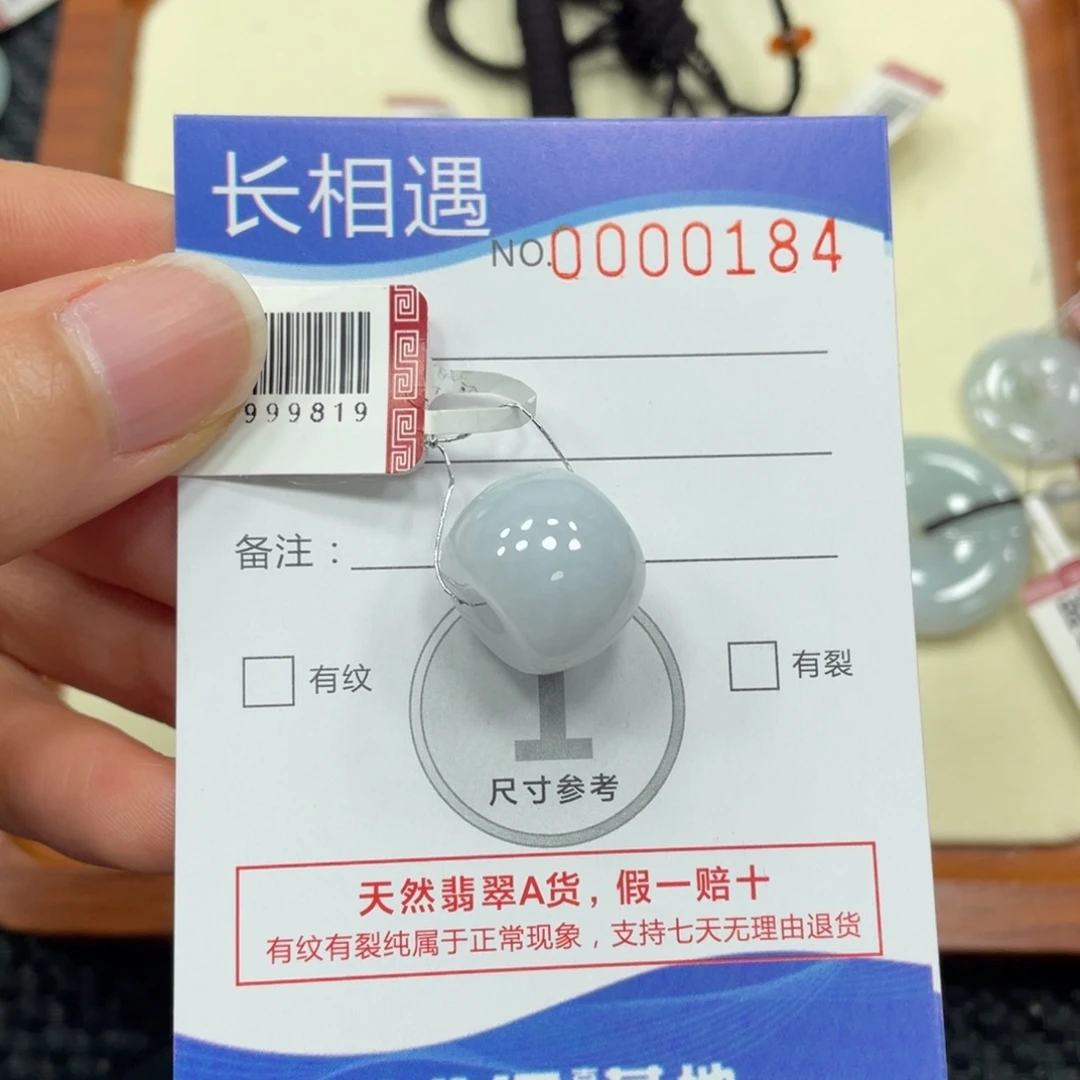 长相遇
NO.0000184
999819
备注：
有纹
有裂
1
尺寸参考
天然翡翠A货，假一赔十
有纹有裂纯属于正常现象，支持七天无理由退货